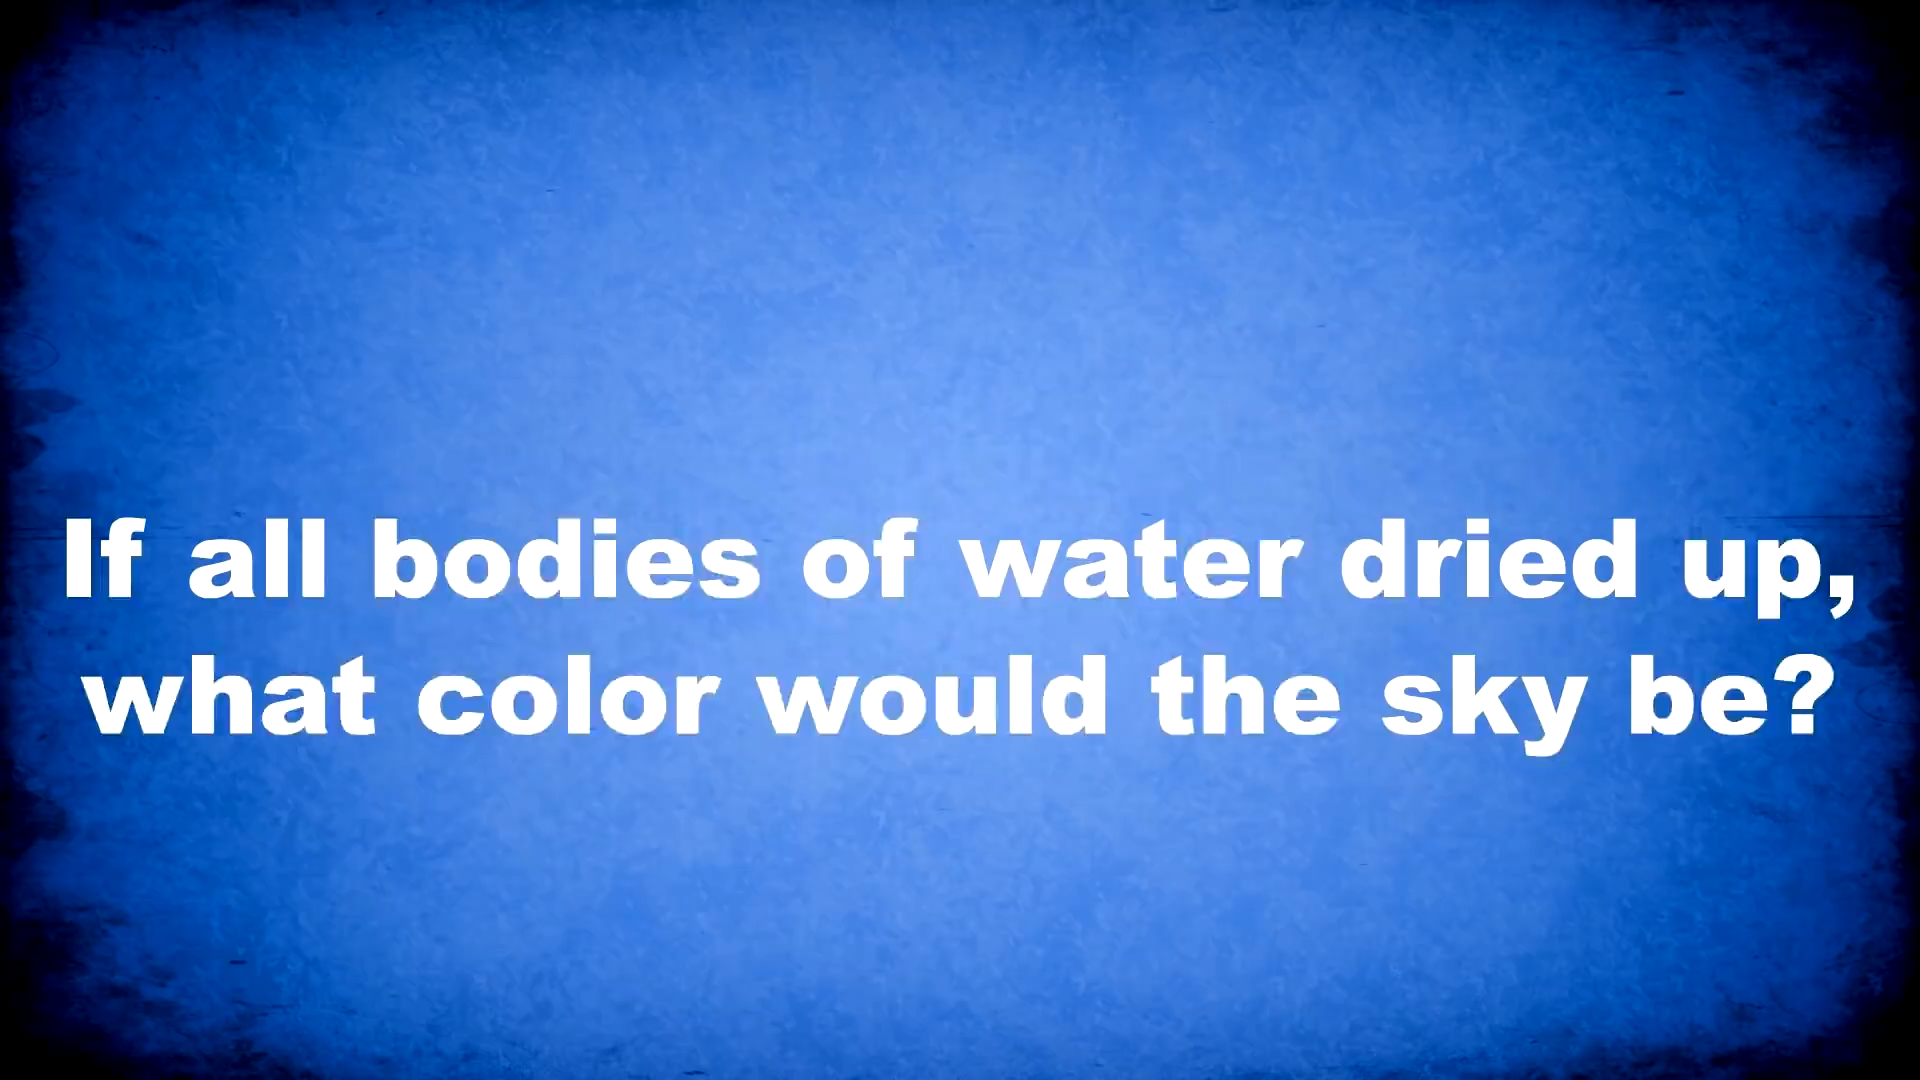 If all bodies of water dried up,
what color would the sky be?